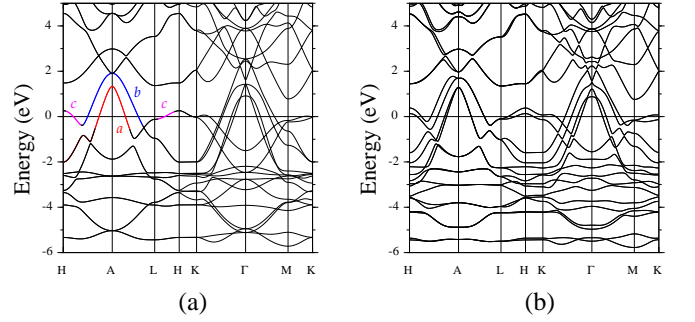 4
2
0
-2
-4
-6
Energy (eV)
c
b
a
c
H A L H K Γ M K
(a)
4
2
0
-2
-4
-6
Energy (eV)
H A L H K Γ M K
(b)